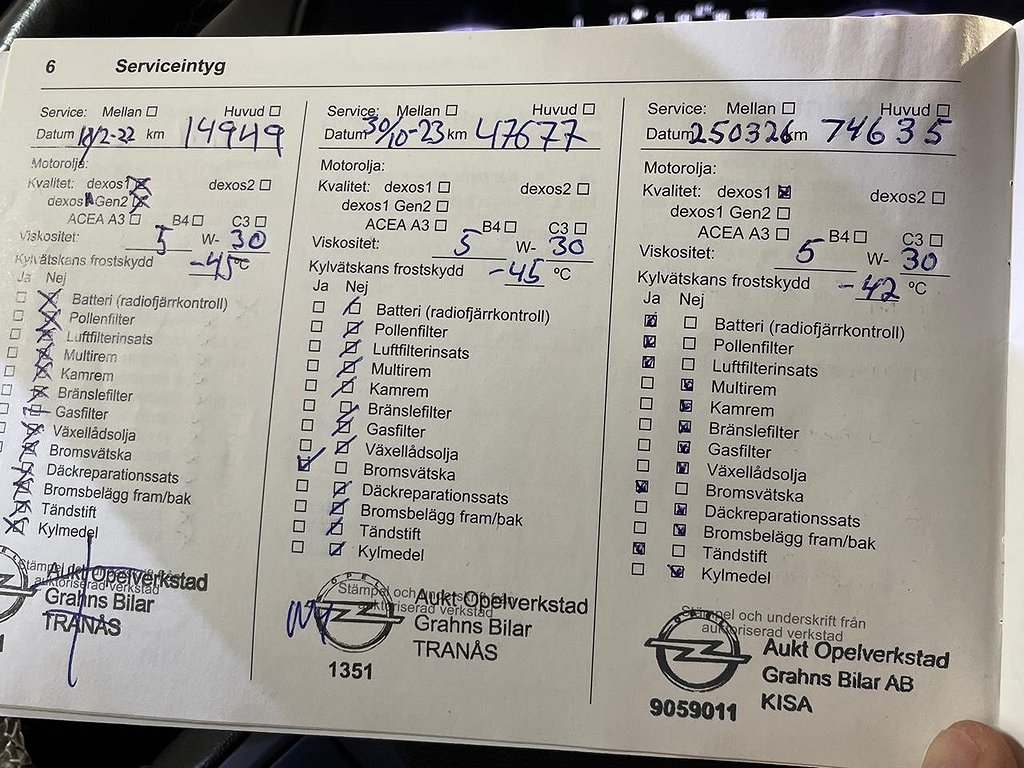 6 Serviceintyg
Service: Mellan ☐ Huvud ☐
Datum 18/2-22 km 14949
Motorolja:
Kvalitet: dexos1 ☒ dexos2 ☐
dexos1 Gen2 ☒
ACEA A3 ☐ B4 ☐ C3 ☐
Viskositet: 5 W- 30
Kylvätskans frostskydd -45 °C
Ja Nej
☐ ☒ Batteri (radiofjärrkontroll)
☐ ☒ Pollenfilter
☐ ☒ Luftfilterinsats
☐ ☒ Multirem
☐ ☒ Kamrem
☐ ☒ Bränslefilter
☐ ☒ Gasfilter
☐ ☒ Växellådsolja
☐ ☒ Bromsvätska
☐ ☒ Däckreparationssats
☐ ☒ Bromsbelägg fram/bak
☐ ☒ Tändstift
☐ ☒ Kylmedel
Stämpel och underskrift från
auktoriserad verkstad
Aukt Opelverkstad
Grahns Bilar
TRANÅS
Service: Mellan ☐ Huvud ☐
Datum 30/10-23 km 47677
Motorolja:
Kvalitet: dexos1 ☐ dexos2 ☐
dexos1 Gen2 ☐
ACEA A3 ☐ B4 ☐ C3 ☐
Viskositet: 5 W- 30
Kylvätskans frostskydd -45 °C
Ja Nej
☐ ☑ Batteri (radiofjärrkontroll)
☐ ☑ Pollenfilter
☐ ☑ Luftfilterinsats
☐ ☑ Multirem
☐ ☑ Kamrem
☐ ☑ Bränslefilter
☐ ☑ Gasfilter
☐ ☑ Växellådsolja
☑ ☐ Bromsvätska
☐ ☑ Däckreparationssats
☐ ☑ Bromsbelägg fram/bak
☐ ☑ Tändstift
☐ ☑ Kylmedel
Stämpel och underskrift från
auktoriserad verkstad
OPEL
Aukt Opelverkstad
Grahns Bilar
TRANÅS
1351
Service: Mellan ☐ Huvud ☐
Datum 250326 km 74635
Motorolja:
Kvalitet: dexos1 ☒ dexos2 ☐
dexos1 Gen2 ☐
ACEA A3 ☐ B4 ☐ C3 ☐
Viskositet: 5 W- 30
Kylvätskans frostskydd -42 °C
Ja Nej
☒ ☐ Batteri (radiofjärrkontroll)
☒ ☐ Pollenfilter
☒ ☐ Luftfilterinsats
☐ ☒ Multirem
☐ ☒ Kamrem
☐ ☒ Bränslefilter
☐ ☒ Gasfilter
☐ ☒ Växellådsolja
☒ ☐ Bromsvätska
☐ ☒ Däckreparationssats
☐ ☒ Bromsbelägg fram/bak
☒ ☐ Tändstift
☐ ☒ Kylmedel
Stämpel och underskrift från
auktoriserad verkstad
OPEL
Aukt Opelverkstad
Grahns Bilar AB
KISA
9059011